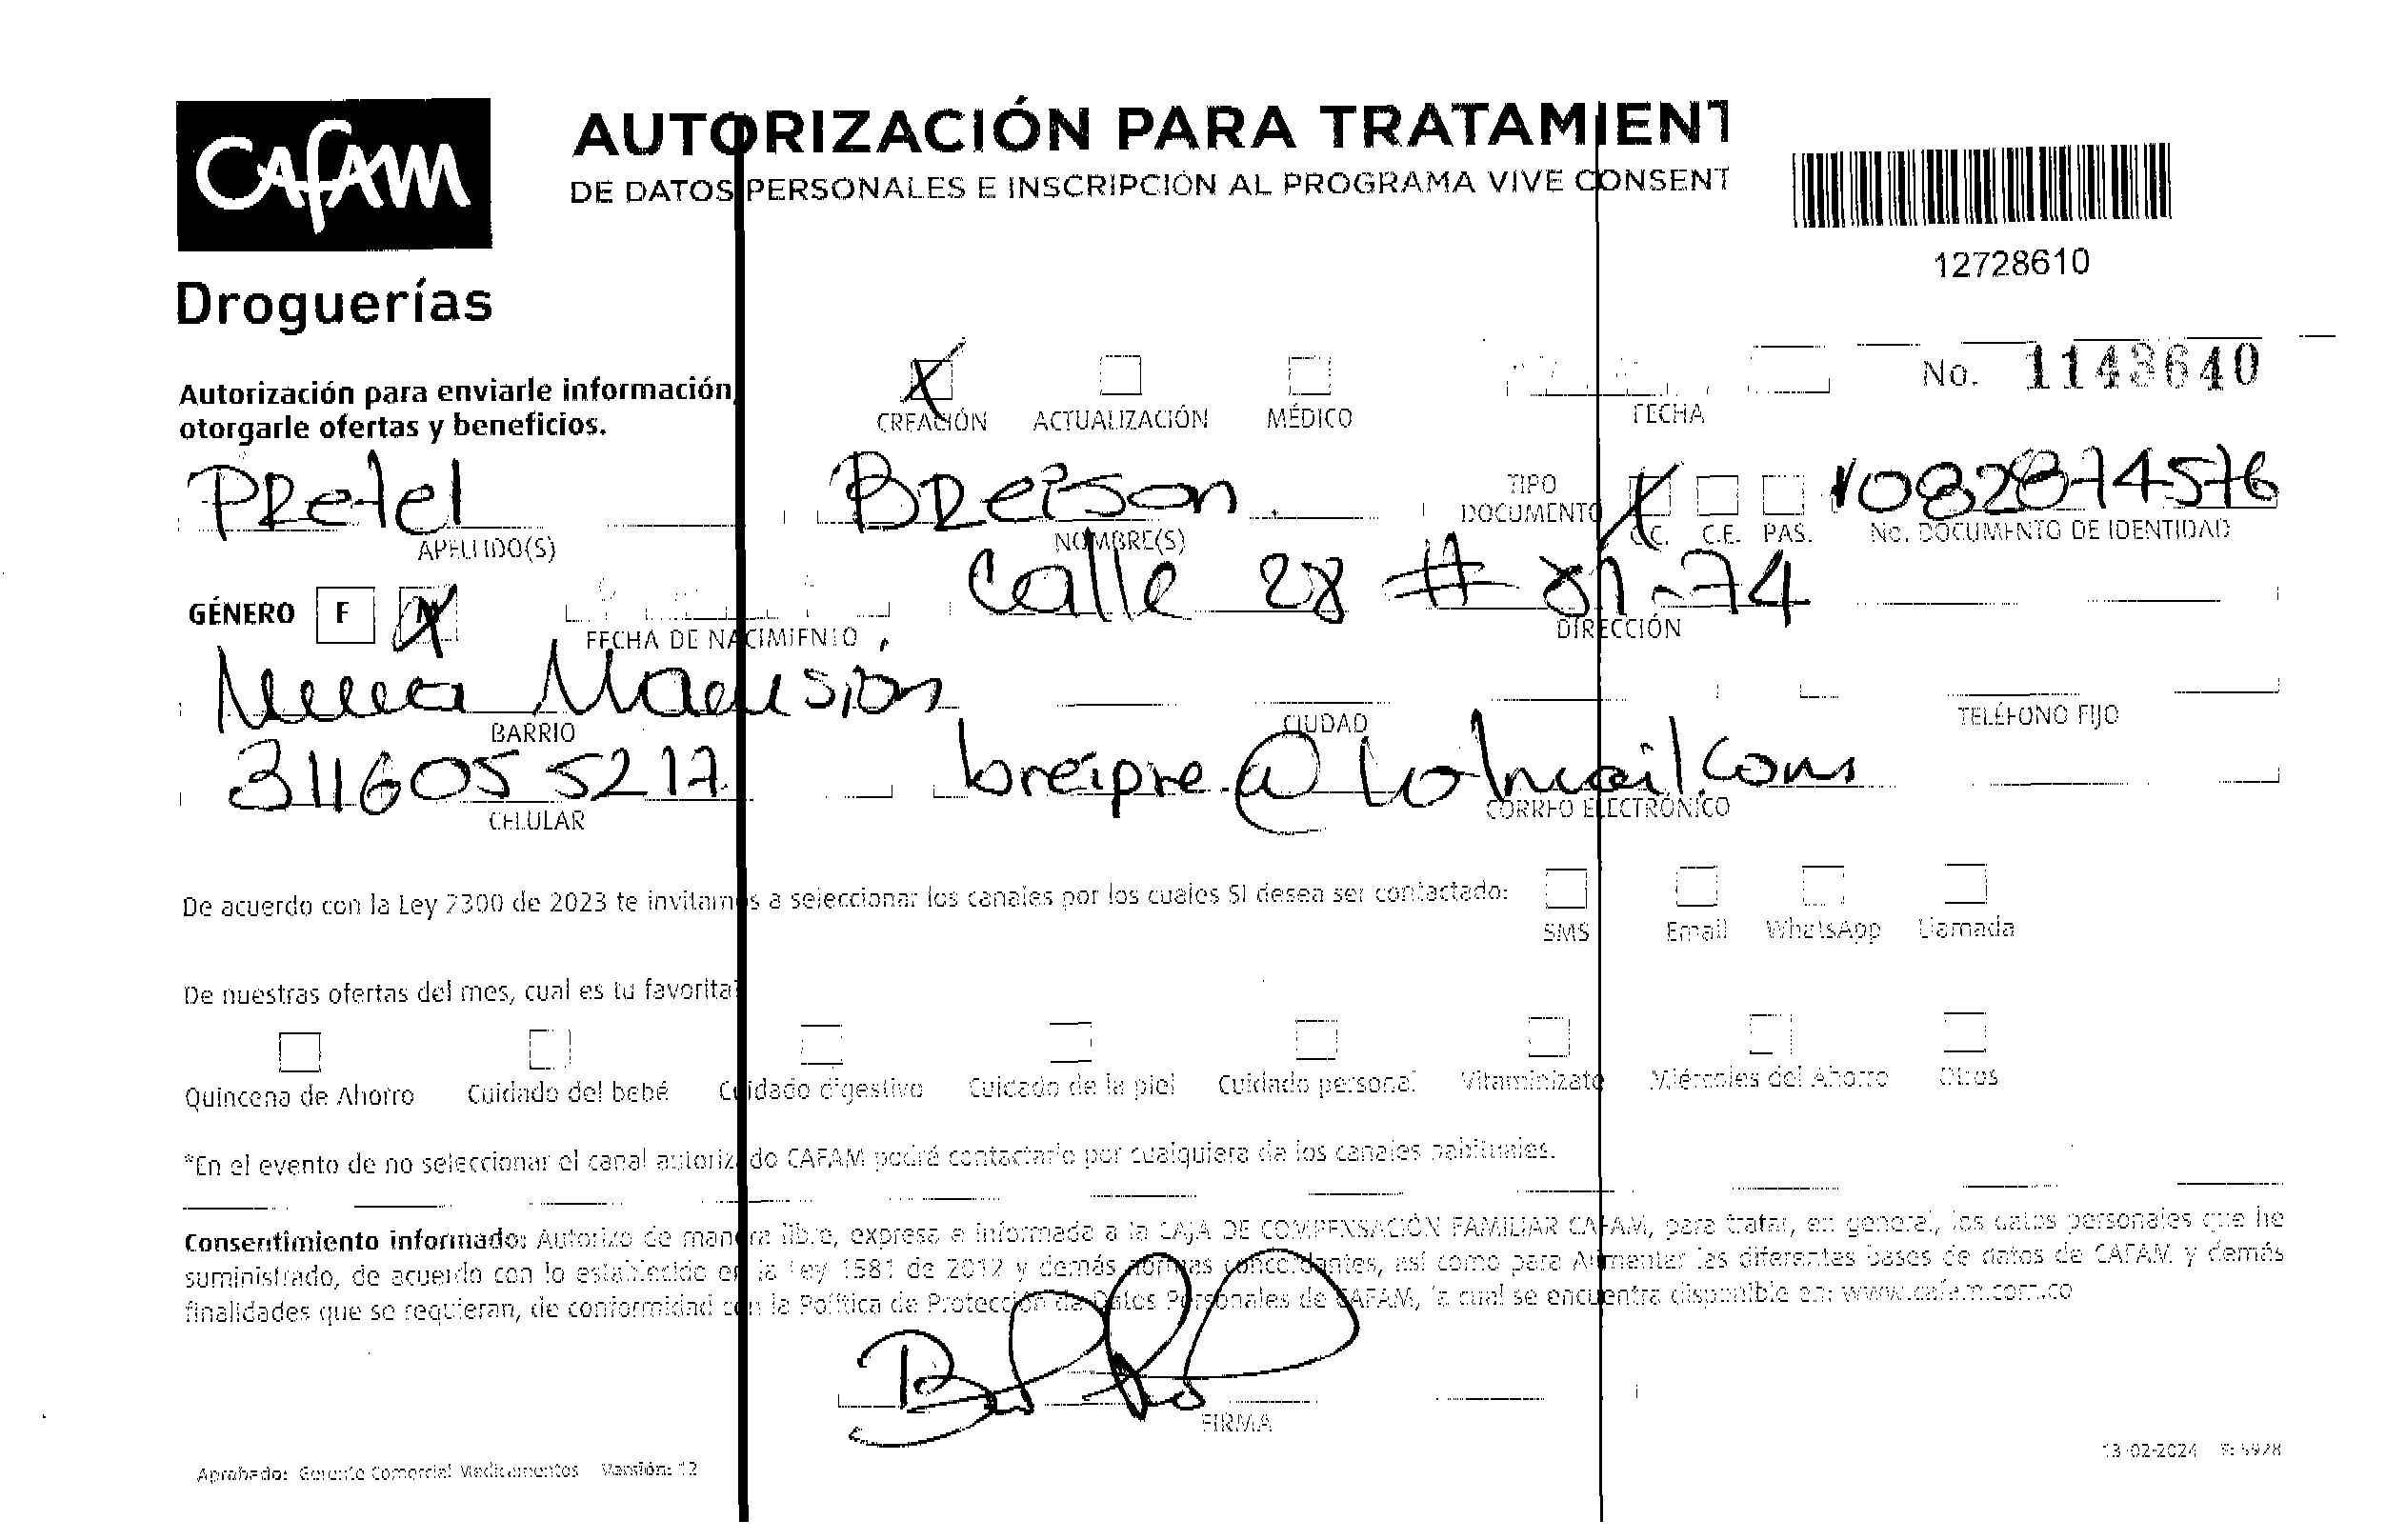 CAFAM
AUTORIZACIÓN PARA TRATAMIENT
DE DATOS PERSONALES E INSCRIPCIÓN AL PROGRAMA VIVE CONSENT
12728610
Droguerías
Autorización para enviarle información,
otorgarle ofertas y beneficios.
CREACIÓN ACTUALIZACIÓN MÉDICO FECHA No. 1143640
Pretel Breison 1082874576
APELLIDO(S) NOMBRE(S) TIPO DOCUMENTO C.C. C.E. PAS. No. DOCUMENTO DE IDENTIDAD
GÉNERO F M Calle 28 # 81-74
FECHA DE NACIMIENTO DIRECCIÓN
BARRIO CIUDAD TELÉFONO FIJO
3116055217 breipre.@hotmail.com
CELULAR CORREO ELECTRÓNICO
De acuerdo con la Ley 2300 de 2023 te invitamos a seleccionar los canales por los cuales SI desea ser contactado:
SMS Email WhatsApp Llamada
De nuestras ofertas del mes, cual es tu favorita?
Quincena de Ahorro Cuidado del bebé Cuidado digestivo Cuidado de la piel Cuidado personal Vitaminízate Miércoles del Ahorro Otros
*En el evento de no seleccionar el canal autorizado CAFAM podrá contactarlo por cualquiera de los canales habituales.
Consentimiento informado: Autorizo de manera libre, expresa e informada a la CAJA DE COMPENSACIÓN FAMILIAR CAFAM, para tratar, en general, los datos personales que he
suministrado, de acuerdo con lo establecido en la Ley 1581 de 2012 y demás normas concordantes, así como para Alimentar las diferentes bases de datos de CAFAM y demás
finalidades que se requieran, de conformidad con la Política de Protección de Datos Personales de CAFAM, la cual se encuentra disponible en: www.cafam.com.co
FIRMA
Aprobado: Gerente Comercial Medicamentos Versión: 12
13-02-2024